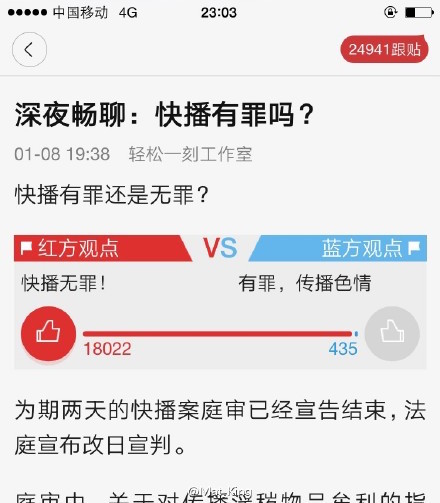 中国移动 4G 23:03
24941跟贴
深夜畅聊：快播有罪吗？
01-08 19:38 轻松一刻工作室
快播有罪还是无罪？
红方观点 VS 蓝方观点
快播无罪！ 有罪，传播色情
18022 435
为期两天的快播案庭审已经宣告结束，法
庭宣布改日宣判。
庭审中，关于对传播淫秽物品牟利的指